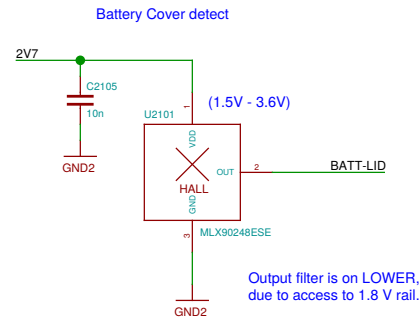 Battery Cover detect
2V7
C2105
10n
GND2
U2101
1
(1.5V - 3.6V)
VDD
HALL
OUT
2
BATT-LID
GND
3
MLX90248ESE
GND2
Output filter is on LOWER,
due to access to 1.8 V rail.